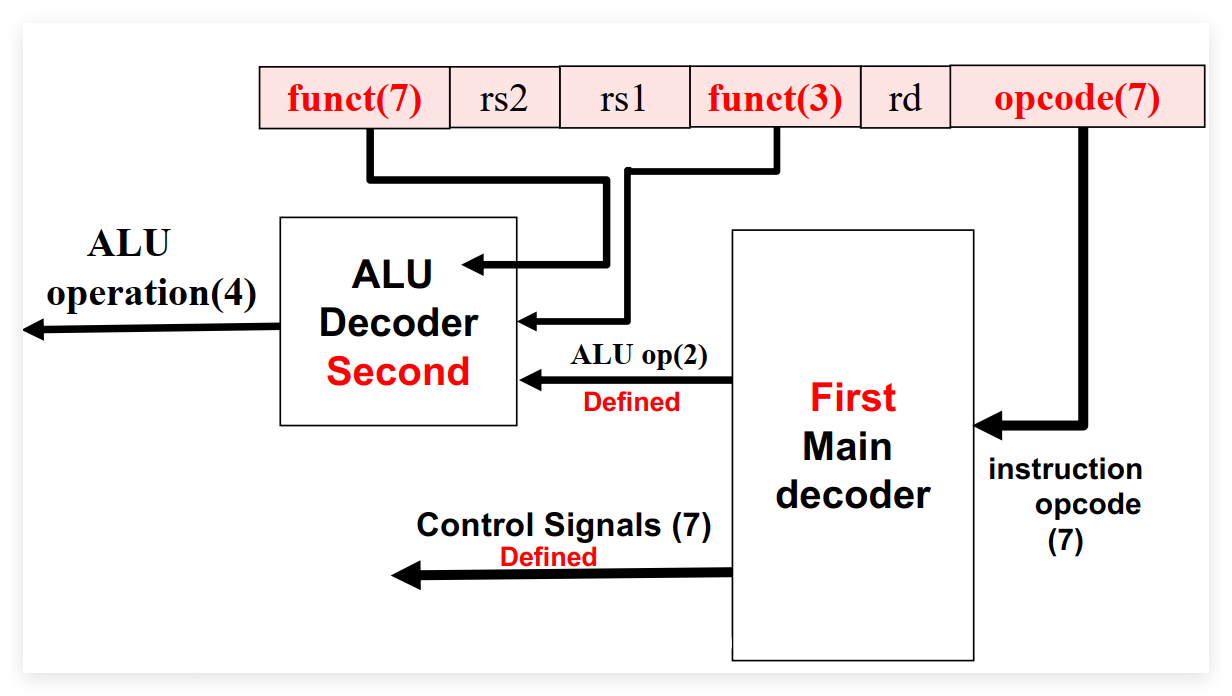 funct(7) rs2 rs1 funct(3) rd opcode(7)
ALU
operation(4)
ALU
Decoder
Second
ALU op(2)
Defined
First
Main
decoder
instruction
opcode
(7)
Control Signals (7)
Defined